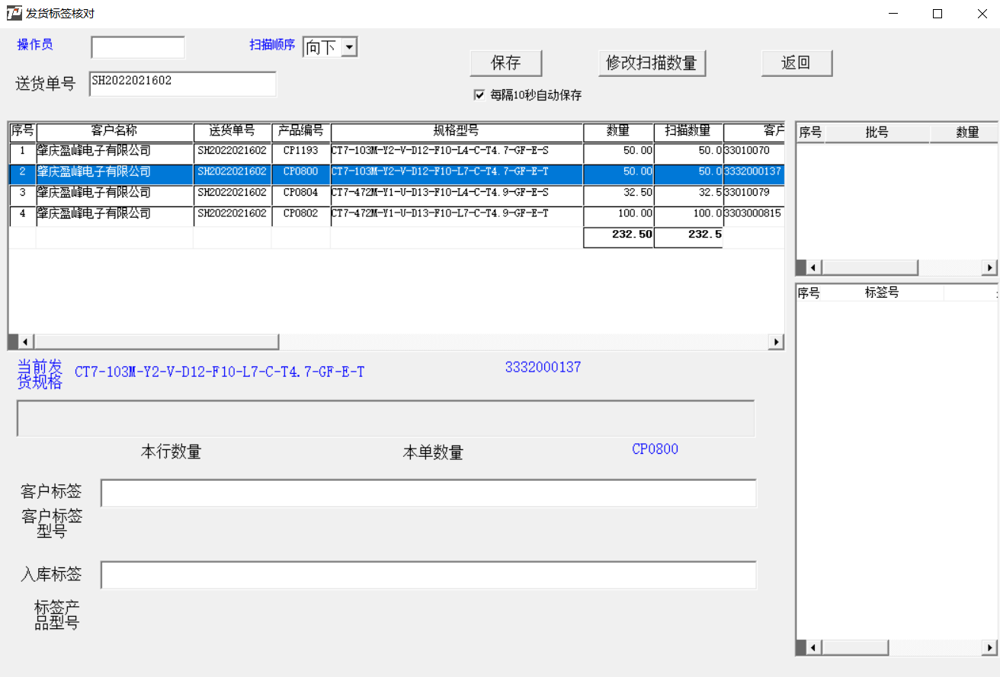 发货标签核对
操作员 扫描顺序 向下
保存 修改扫描数量 返回
送货单号 SH2022021602
每隔10秒自动保存
序号 客户名称 送货单号 产品编号 规格型号 数量 扫描数量 客户
1 肇庆盈峰电子有限公司 SH2022021602 CP1193 CT7-103M-Y2-V-D12-F10-L4-C-T4.7-GF-E-S 50.00 50.0 33010070
2 肇庆盈峰电子有限公司 SH2022021602 CP0800 CT7-103M-Y2-V-D12-F10-L7-C-T4.7-GF-E-T 50.00 50.0 3332000137
3 肇庆盈峰电子有限公司 SH2022021602 CP0804 CT7-472M-Y1-U-D13-F10-L4-C-T4.9-GF-E-S 32.50 32.5 33010079
4 肇庆盈峰电子有限公司 SH2022021602 CP0802 CT7-472M-Y1-U-D13-F10-L7-C-T4.9-GF-E-T 100.00 100.0 3303000815
232.50 232.5
序号 批号 数量
序号 标签号
当前发
货规格
CT7-103M-Y2-V-D12-F10-L7-C-T4.7-GF-E-T 3332000137
本行数量 本单数量 CP0800
客户标签
客户标签
型号
入库标签
标签产
品型号